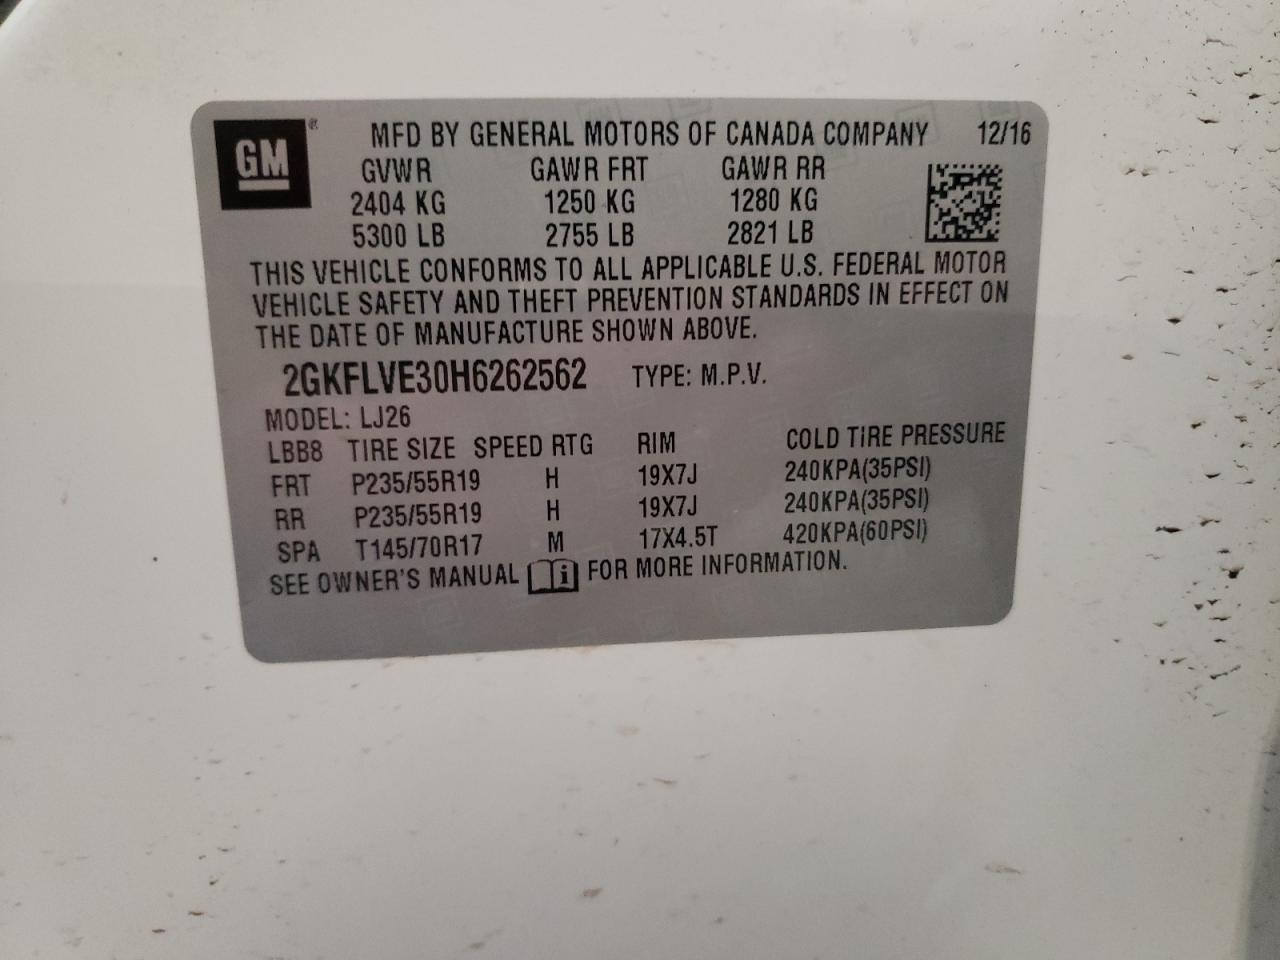 GM ® MFD BY GENERAL MOTORS OF CANADA COMPANY 12/16
GVWR GAWR FRT GAWR RR
2404 KG 1250 KG 1280 KG
5300 LB 2755 LB 2821 LB
THIS VEHICLE CONFORMS TO ALL APPLICABLE U.S. FEDERAL MOTOR
VEHICLE SAFETY AND THEFT PREVENTION STANDARDS IN EFFECT ON
THE DATE OF MANUFACTURE SHOWN ABOVE.
2GKFLVE30H6262562 TYPE: M.P.V.
MODEL: LJ26
LBB8 TIRE SIZE SPEED RTG RIM COLD TIRE PRESSURE
FRT P235/55R19 H 19X7J 240KPA(35PSI)
RR P235/55R19 H 19X7J 240KPA(35PSI)
SPA T145/70R17 M 17X4.5T 420KPA(60PSI)
SEE OWNER'S MANUAL i FOR MORE INFORMATION.